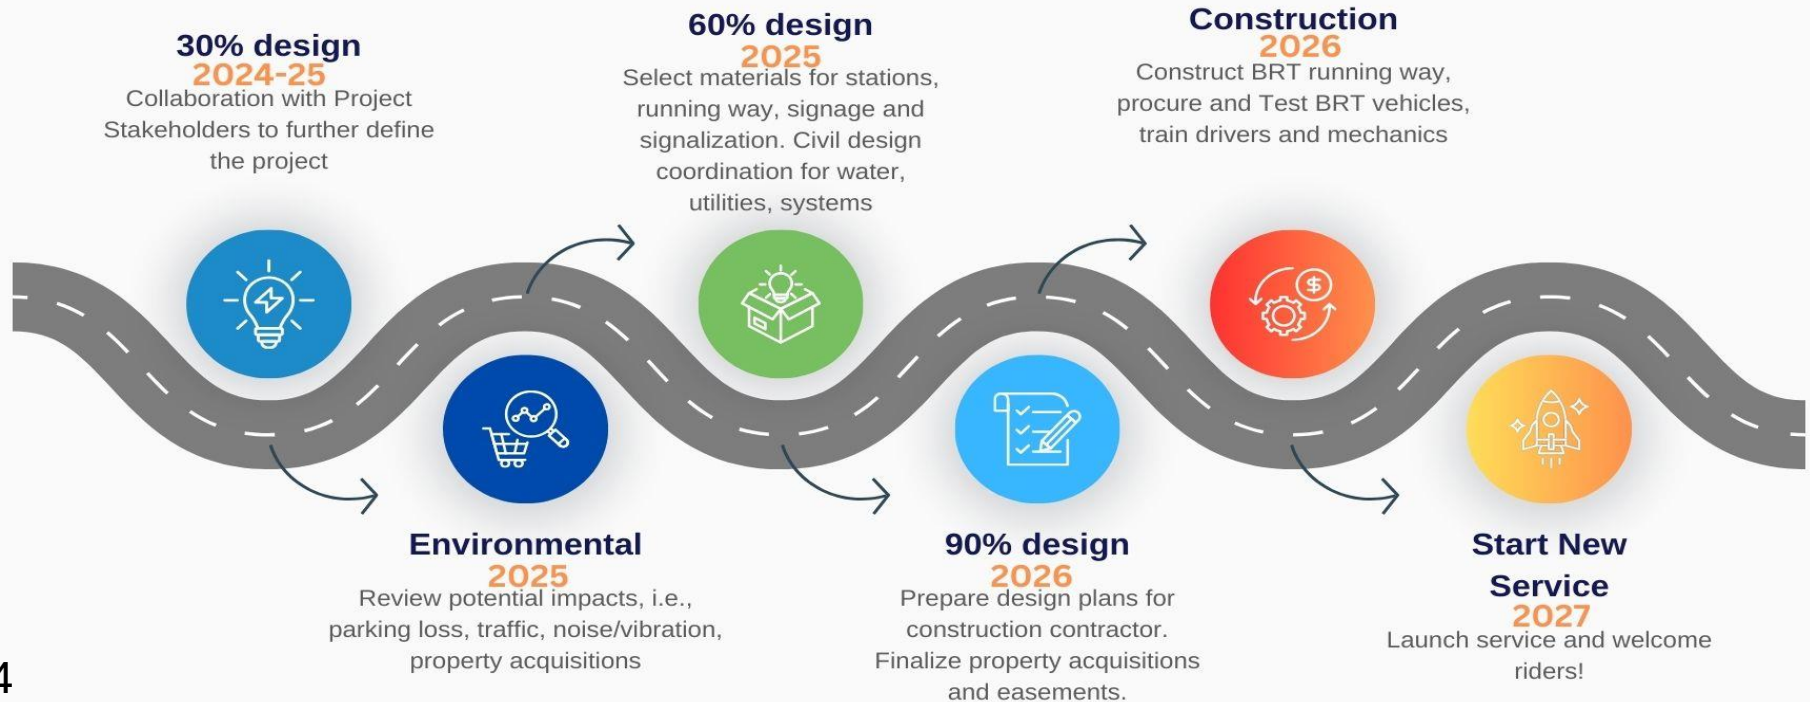 30% design
2024-25
Collaboration with Project
Stakeholders to further define
the project
Environmental
2025
Review potential impacts, i.e.,
parking loss, traffic, noise/vibration,
property acquisitions
60% design
2025
Select materials for stations,
running way, signage and
signalization. Civil design
coordination for water,
utilities, systems
90% design
2026
Prepare design plans for
construction contractor.
Finalize property acquisitions
and easements.
Construction
2026
Construct BRT running way,
procure and Test BRT vehicles,
train drivers and mechanics
$
Start New
Service
2027
Launch service and welcome
riders!
4